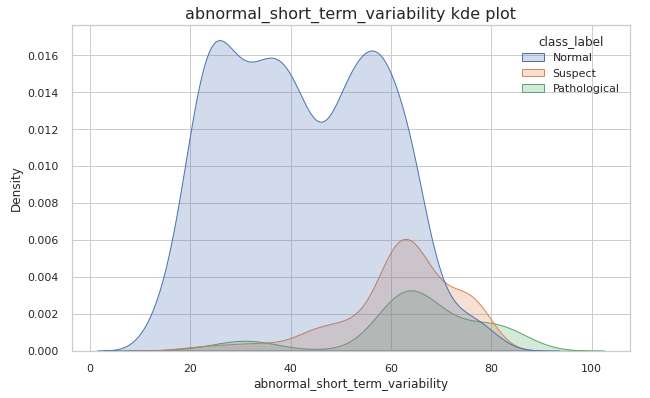 abnormal_short_term_variability kde plot
class_label
Normal
Suspect
Pathological
Density
0.016
0.014
0.012
0.010
0.008
0.006
0.004
0.002
0.000
0 20 40 60 80 100
abnormal_short_term_variability